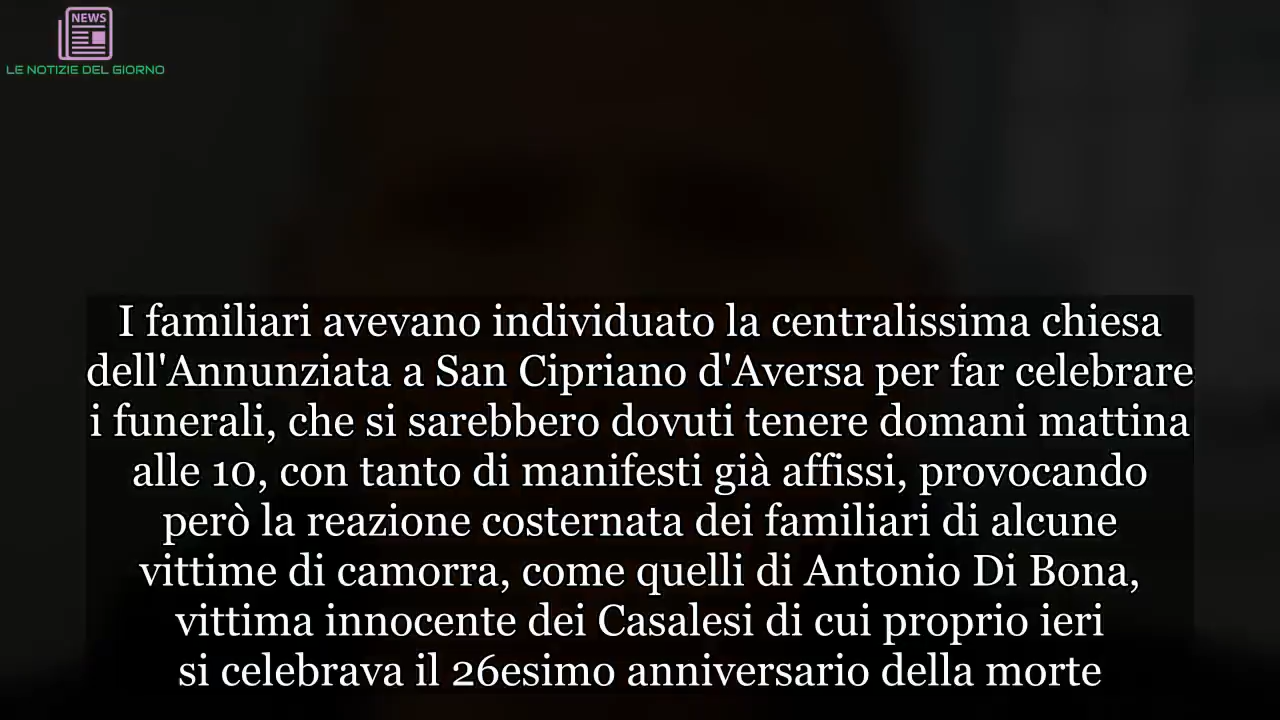 NEWS
LE NOTIZIE DEL GIORNO
I familiari avevano individuato la centralissima chiesa
dell'Annunziata a San Cipriano d'Aversa per far celebrare
i funerali, che si sarebbero dovuti tenere domani mattina
alle 10, con tanto di manifesti già affissi, provocando
però la reazione costernata dei familiari di alcune
vittime di camorra, come quelli di Antonio Di Bona,
vittima innocente dei Casalesi di cui proprio ieri
si celebrava il 26esimo anniversario della morte